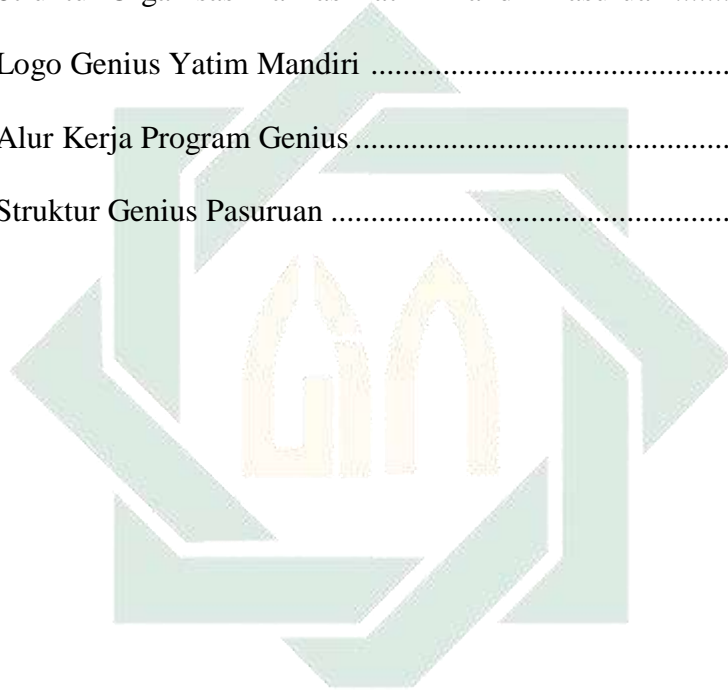 Logo Genius Yatim Mandiri ............................................
Alur Kerja Program Genius ..............................................
Struktur Genius Pasuruan .................................................